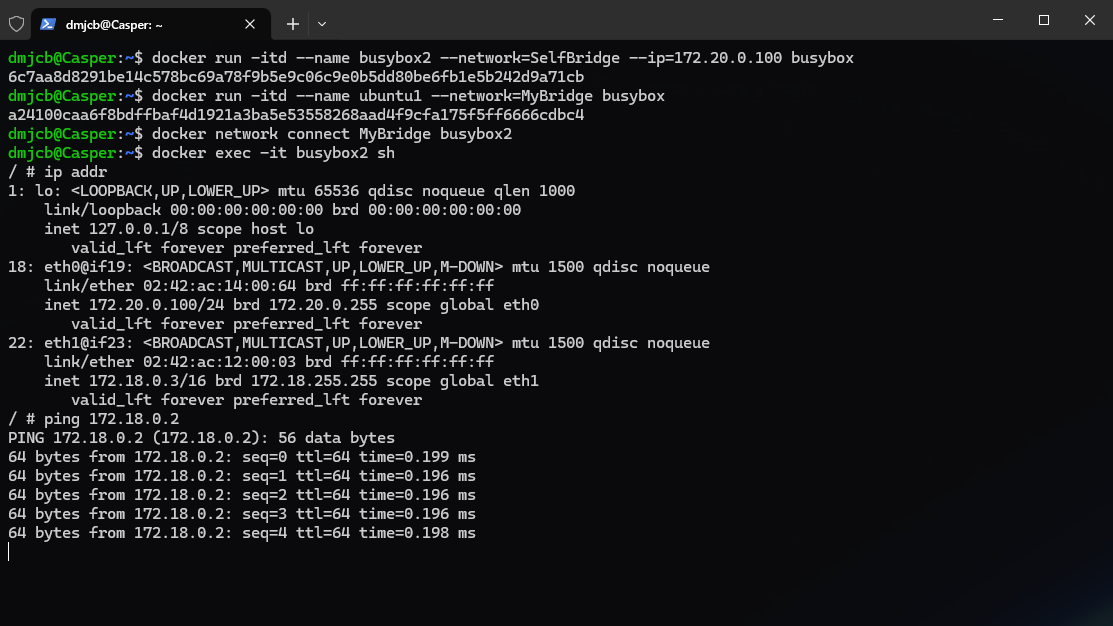 dmjcb@Casper: ~
dmjcb@Casper:~$ docker run -itd --name busybox2 --network=SelfBridge --ip=172.20.0.100 busybox
6c7aa8d8291be14c578bc69a78f9b5e9c06c9e0b5dd80be6fb1e5b242d9a71cb
dmjcb@Casper:~$ docker run -itd --name ubuntu1 --network=MyBridge busybox
a24100caa6f8bdffbaf4d1921a3ba5e53558268aad4f9cfa175f5ff6666cdbc4
dmjcb@Casper:~$ docker network connect MyBridge busybox2
dmjcb@Casper:~$ docker exec -it busybox2 sh
/ # ip addr
1: lo: <LOOPBACK,UP,LOWER_UP> mtu 65536 qdisc noqueue qlen 1000
    link/loopback 00:00:00:00:00:00 brd 00:00:00:00:00:00
    inet 127.0.0.1/8 scope host lo
       valid_lft forever preferred_lft forever
18: eth0@if19: <BROADCAST,MULTICAST,UP,LOWER_UP,M-DOWN> mtu 1500 qdisc noqueue
    link/ether 02:42:ac:14:00:64 brd ff:ff:ff:ff:ff:ff
    inet 172.20.0.100/24 brd 172.20.0.255 scope global eth0
       valid_lft forever preferred_lft forever
22: eth1@if23: <BROADCAST,MULTICAST,UP,LOWER_UP,M-DOWN> mtu 1500 qdisc noqueue
    link/ether 02:42:ac:12:00:03 brd ff:ff:ff:ff:ff:ff
    inet 172.18.0.3/16 brd 172.18.255.255 scope global eth1
       valid_lft forever preferred_lft forever
/ # ping 172.18.0.2
PING 172.18.0.2 (172.18.0.2): 56 data bytes
64 bytes from 172.18.0.2: seq=0 ttl=64 time=0.199 ms
64 bytes from 172.18.0.2: seq=1 ttl=64 time=0.196 ms
64 bytes from 172.18.0.2: seq=2 ttl=64 time=0.196 ms
64 bytes from 172.18.0.2: seq=3 ttl=64 time=0.196 ms
64 bytes from 172.18.0.2: seq=4 ttl=64 time=0.198 ms